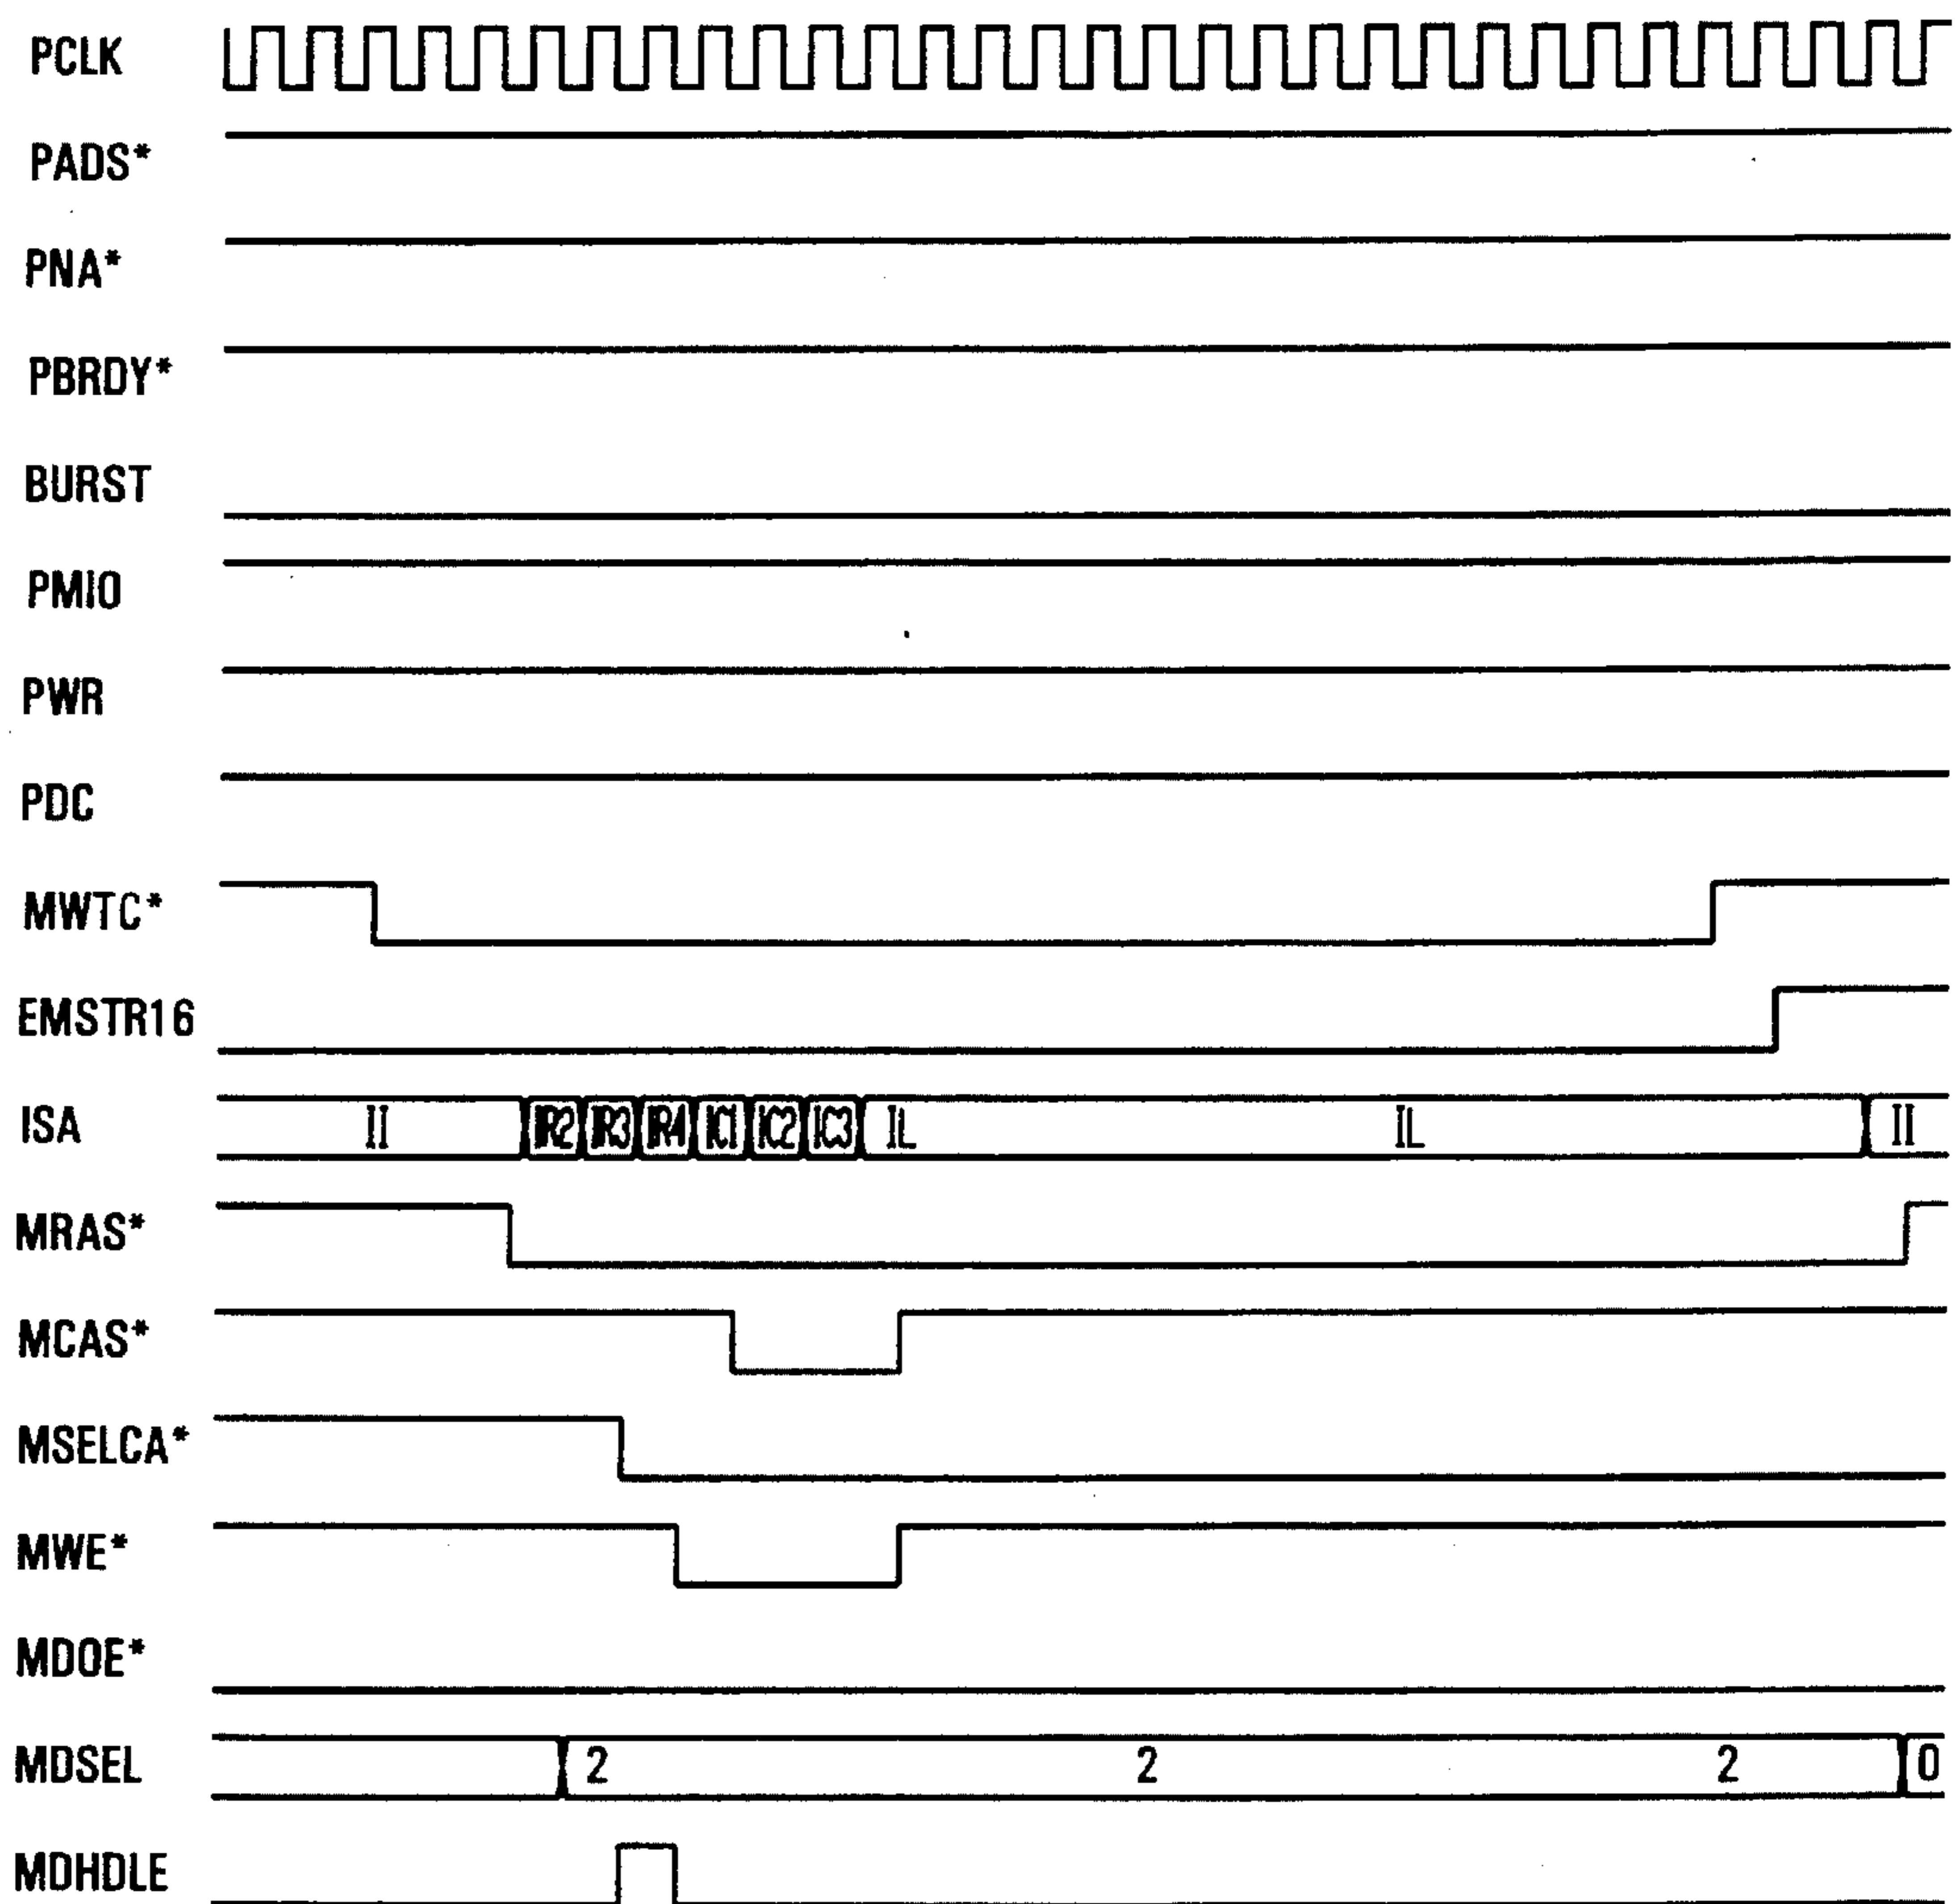 PCLK
PADS*
PNA*
PBRDY*
BURST
PMIO
PWR
PDC
MWTC*
EMSTR16
ISA II IR2 IR3 IR4 IC1 IC2 IC3 IL IL II
MRAS*
MCAS*
MSELCA*
MWE*
MDOE*
MDSEL 2 2 2 0
MDHDLE